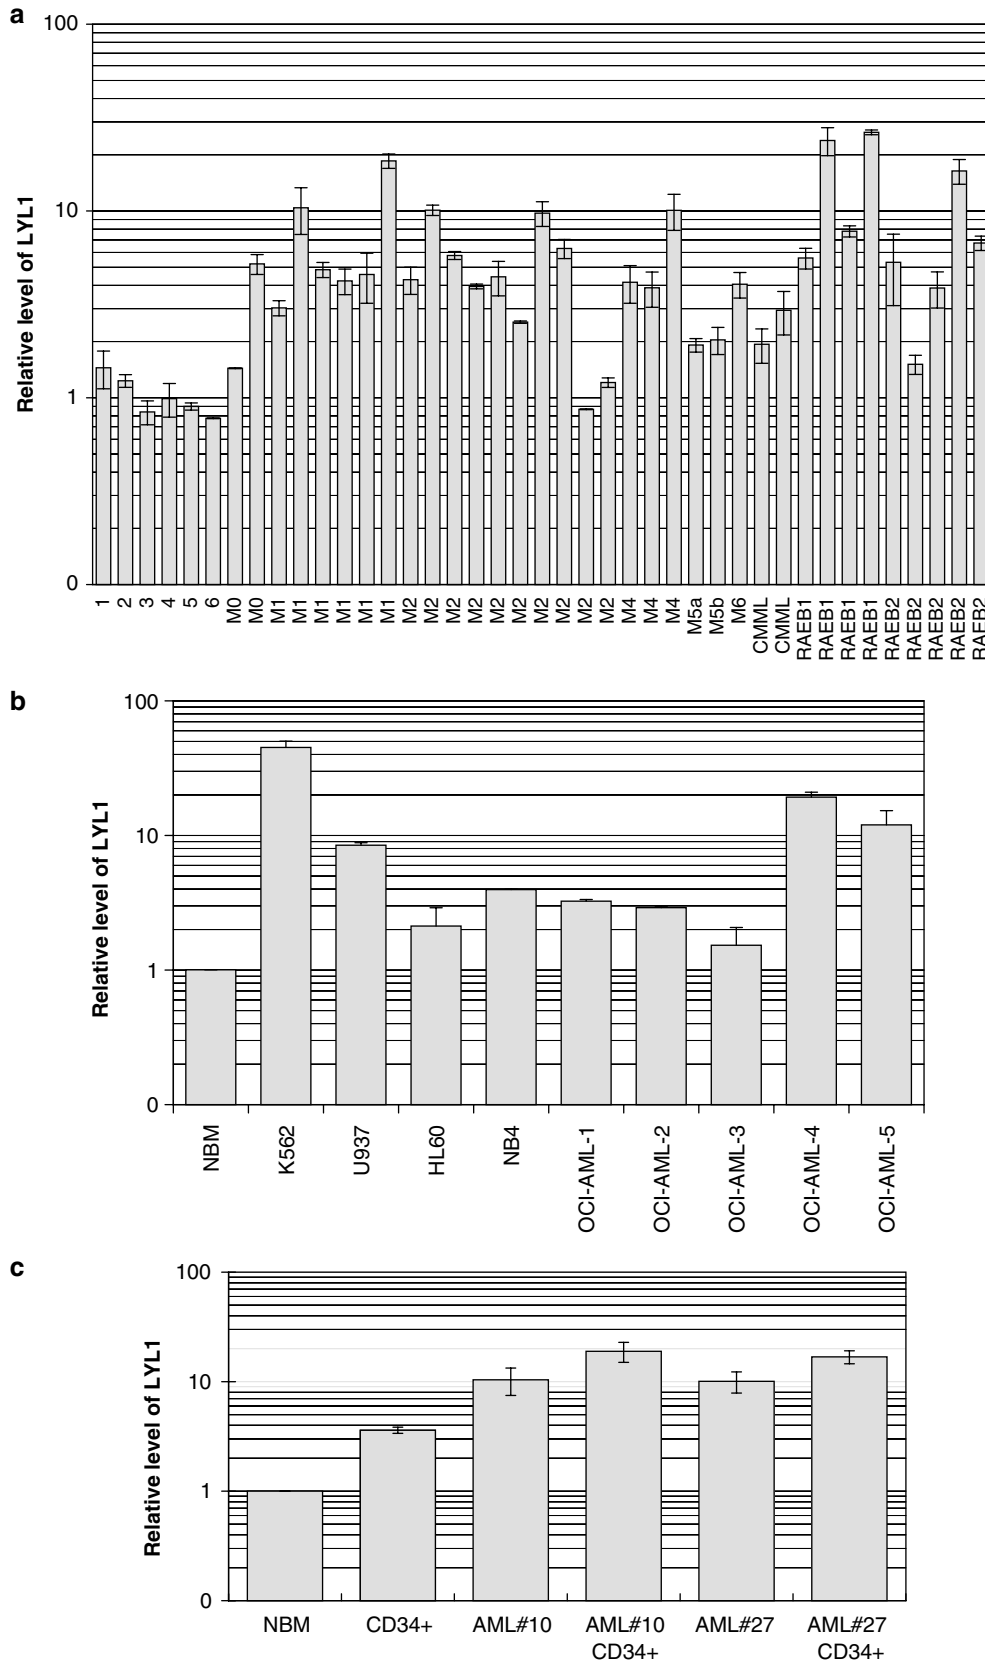 a
Relative level of LYL1
100
10
1
0
1 2 3 4 5 6 M0 M0 M1 M1 M1 M1 M1 M1 M2 M2 M2 M2 M2 M2 M2 M2 M2 M2 M4 M4 M4 M5a M5b M6 CMML CMML RAEB1 RAEB1 RAEB1 RAEB1 RAEB2 RAEB2 RAEB2 RAEB2 RAEB2
b
Relative level of LYL1
100
10
1
0
NBM K562 U937 HL60 NB4 OCI-AML-1 OCI-AML-2 OCI-AML-3 OCI-AML-4 OCI-AML-5
c
Relative level of LYL1
100
10
1
0
NBM CD34+ AML#10 AML#10 AML#27 AML#27
CD34+ CD34+